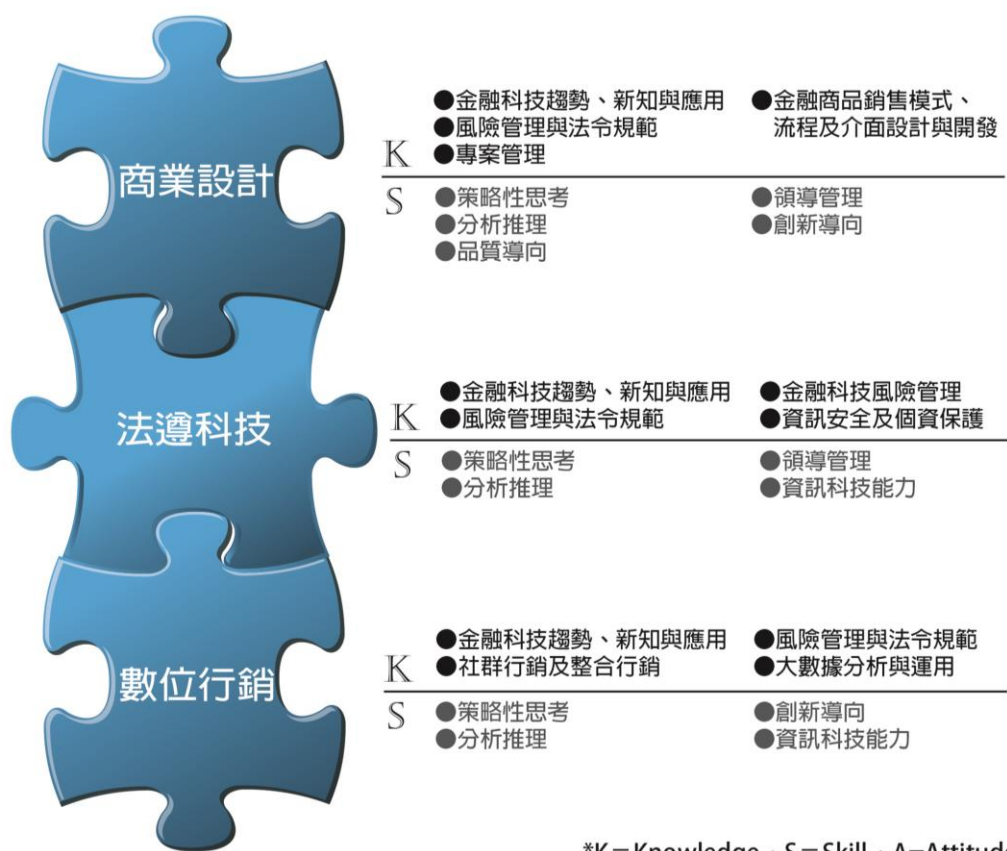 商業設計
K
●金融科技趨勢、新知與應用 ●金融商品銷售模式、
●風險管理與法令規範 流程及介面設計與開發
●專案管理
S
●策略性思考 ●領導管理
●分析推理 ●創新導向
●品質導向
法遵科技
K
●金融科技趨勢、新知與應用 ●金融科技風險管理
●風險管理與法令規範 ●資訊安全及個資保護
S
●策略性思考 ●領導管理
●分析推理 ●資訊科技能力
數位行銷
K
●金融科技趨勢、新知與應用 ●風險管理與法令規範
●社群行銷及整合行銷 ●大數據分析與運用
S
●策略性思考 ●創新導向
●分析推理 ●資訊科技能力
*K=Knowledge,S=Skill,A=Attitud